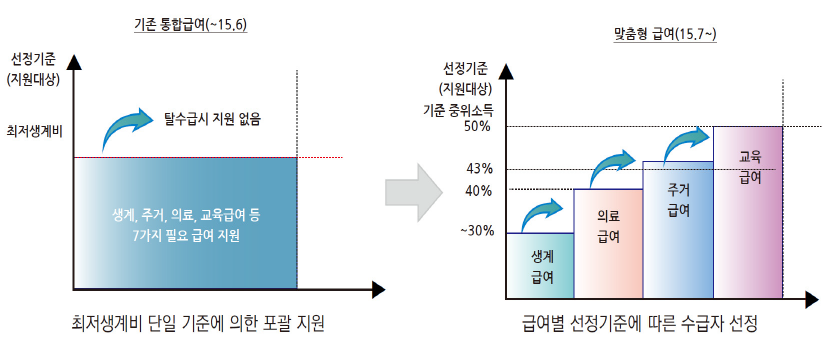 기존 통합급여(~15.6)
선정기준
(지원대상)
최저생계비
탈수급시 지원 없음
생계, 주거, 의료, 교육급여 등
7가지 필요 급여 지원
최저생계비 단일 기준에 의한 포괄 지원
맞춤형 급여(15.7~)
선정기준
(지원대상)
기준 중위소득
50%
43%
40%
~30%
생계
급여
의료
급여
주거
급여
교육
급여
급여별 선정기준에 따른 수급자 선정